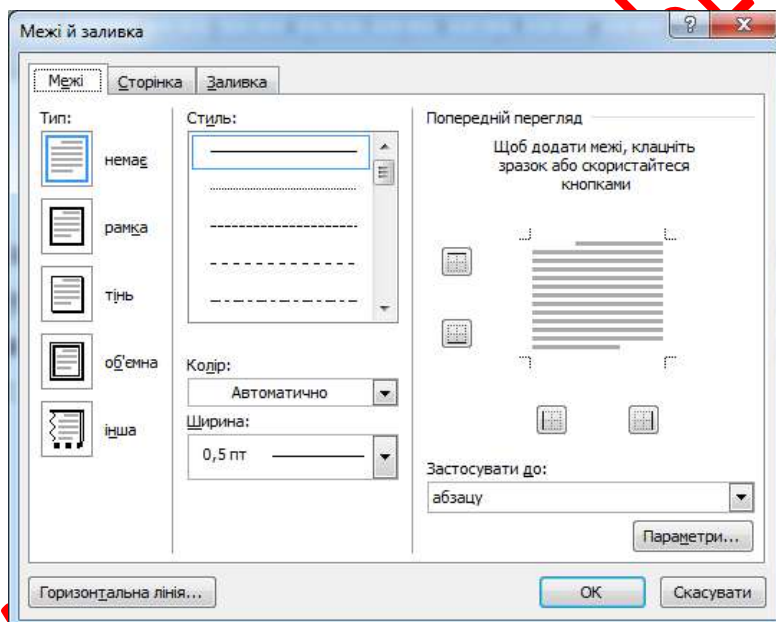 Межі й заливка
Межі Сторінка Заливка
Тип:
немає
рамка
тінь
об'ємна
інша
Стиль:
Колір:
Автоматично
Ширина:
0,5 пт
Попередній перегляд
Щоб додати межі, клацніть
зразок або скористайтеся
кнопками
Застосувати до:
абзацу
Параметри...
Горизонтальна лінія...
ОК Скасувати